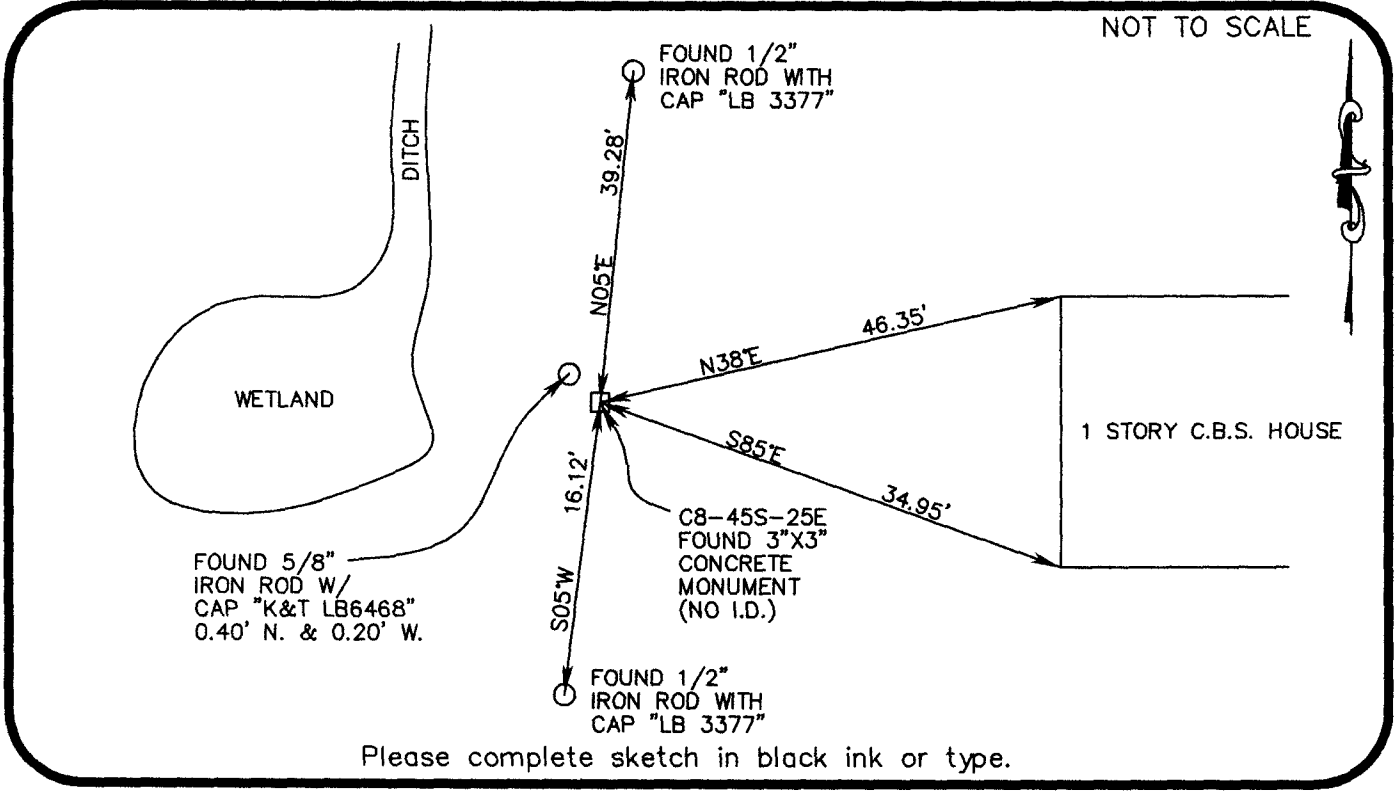 NOT TO SCALE
FOUND 1/2"
IRON ROD WITH
CAP "LB 3377"
DITCH
39.28'
N05°E
46.35'
N38°E
WETLAND
1 STORY C.B.S. HOUSE
S85°E
34.95'
16.12'
S05°W
C8-45S-25E
FOUND 3"X3"
CONCRETE
MONUMENT
(NO I.D.)
FOUND 5/8"
IRON ROD W/
CAP "K&T LB6468"
0.40' N. & 0.20' W.
FOUND 1/2"
IRON ROD WITH
CAP "LB 3377"
Please complete sketch in black ink or type.